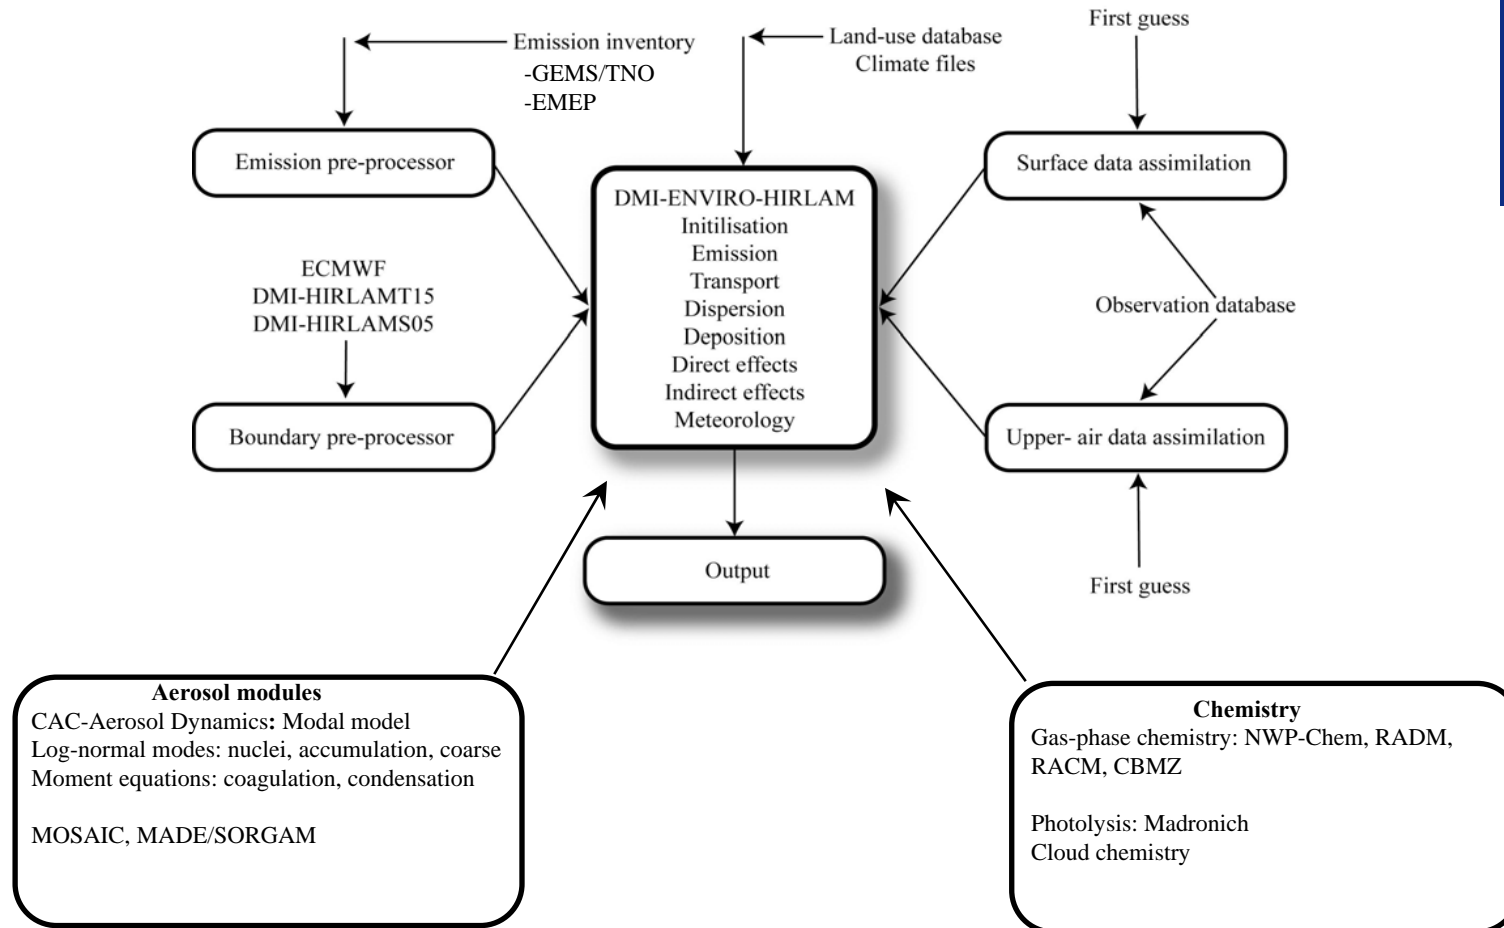 First guess
Emission inventory
-GEMS/TNO
-EMEP
Land-use database
Climate files
Emission pre-processor
Surface data assimilation
DMI-ENVIRO-HIRLAM
Initilisation
Emission
Transport
Dispersion
Deposition
Direct effects
Indirect effects
Meteorology
ECMWF
DMI-HIRLAMT15
DMI-HIRLAMS05
Observation database
Boundary pre-processor
Upper- air data assimilation
Output
First guess
Aerosol modules
CAC-Aerosol Dynamics: Modal model
Log-normal modes: nuclei, accumulation, coarse
Moment equations: coagulation, condensation
MOSAIC, MADE/SORGAM
Chemistry
Gas-phase chemistry: NWP-Chem, RADM,
RACM, CBMZ
Photolysis: Madronich
Cloud chemistry